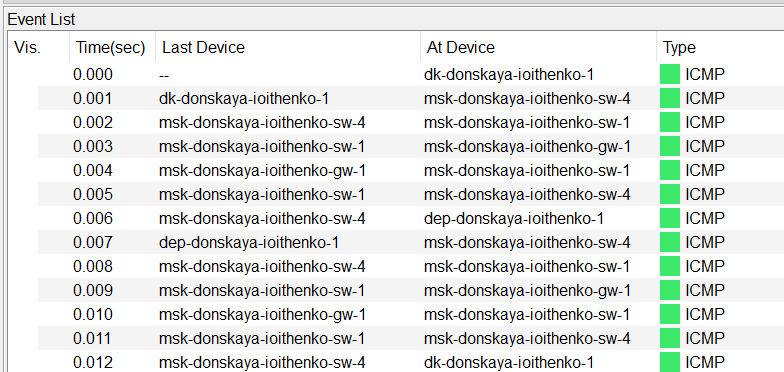 Event List
Vis. Time(sec) Last Device At Device Type
0.000 -- dk-donskaya-ioithenko-1 ICMP
0.001 dk-donskaya-ioithenko-1 msk-donskaya-ioithenko-sw-4 ICMP
0.002 msk-donskaya-ioithenko-sw-4 msk-donskaya-ioithenko-sw-1 ICMP
0.003 msk-donskaya-ioithenko-sw-1 msk-donskaya-ioithenko-gw-1 ICMP
0.004 msk-donskaya-ioithenko-gw-1 msk-donskaya-ioithenko-sw-1 ICMP
0.005 msk-donskaya-ioithenko-sw-1 msk-donskaya-ioithenko-sw-4 ICMP
0.006 msk-donskaya-ioithenko-sw-4 dep-donskaya-ioithenko-1 ICMP
0.007 dep-donskaya-ioithenko-1 msk-donskaya-ioithenko-sw-4 ICMP
0.008 msk-donskaya-ioithenko-sw-4 msk-donskaya-ioithenko-sw-1 ICMP
0.009 msk-donskaya-ioithenko-sw-1 msk-donskaya-ioithenko-gw-1 ICMP
0.010 msk-donskaya-ioithenko-gw-1 msk-donskaya-ioithenko-sw-1 ICMP
0.011 msk-donskaya-ioithenko-sw-1 msk-donskaya-ioithenko-sw-4 ICMP
0.012 msk-donskaya-ioithenko-sw-4 dk-donskaya-ioithenko-1 ICMP